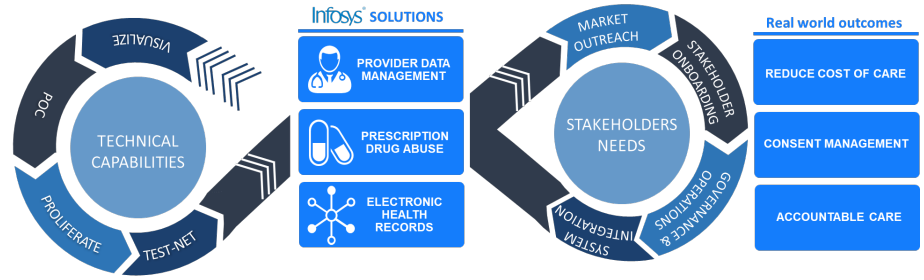 VISUALIZE
POC
TECHNICAL
CAPABILITIES
PROLIFERATE
TEST-NET
Infosys® SOLUTIONS
PROVIDER DATA
MANAGEMENT
PRESCRIPTION
DRUG ABUSE
ELECTRONIC
HEALTH
RECORDS
MARKET
OUTREACH
STAKEHOLDER
ONBOARDING
STAKEHOLDERS
NEEDS
GOVERNANCE &
OPERATIONS
SYSTEM
INTEGRATION
Real world outcomes
REDUCE COST OF CARE
CONSENT MANAGEMENT
ACCOUNTABLE CARE